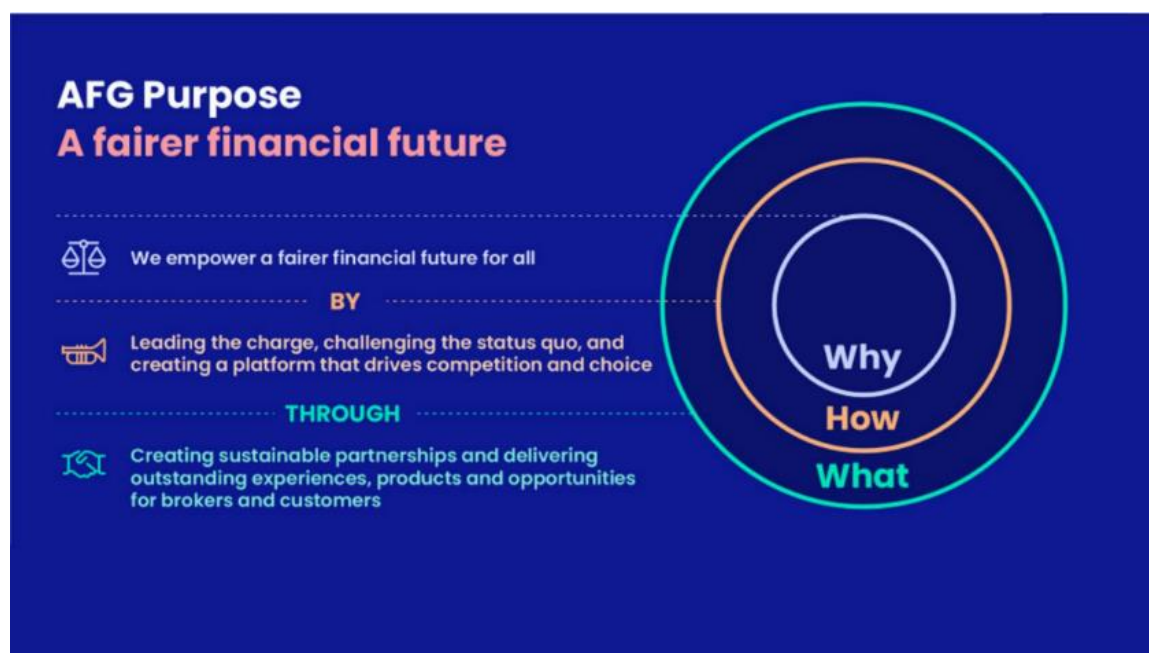 AFG Purpose
A fairer financial future
We empower a fairer financial future for all
BY
Leading the charge, challenging the status quo, and
creating a platform that drives competition and choice
THROUGH
Creating sustainable partnerships and delivering
outstanding experiences, products and opportunities
for brokers and customers
Why
How
What